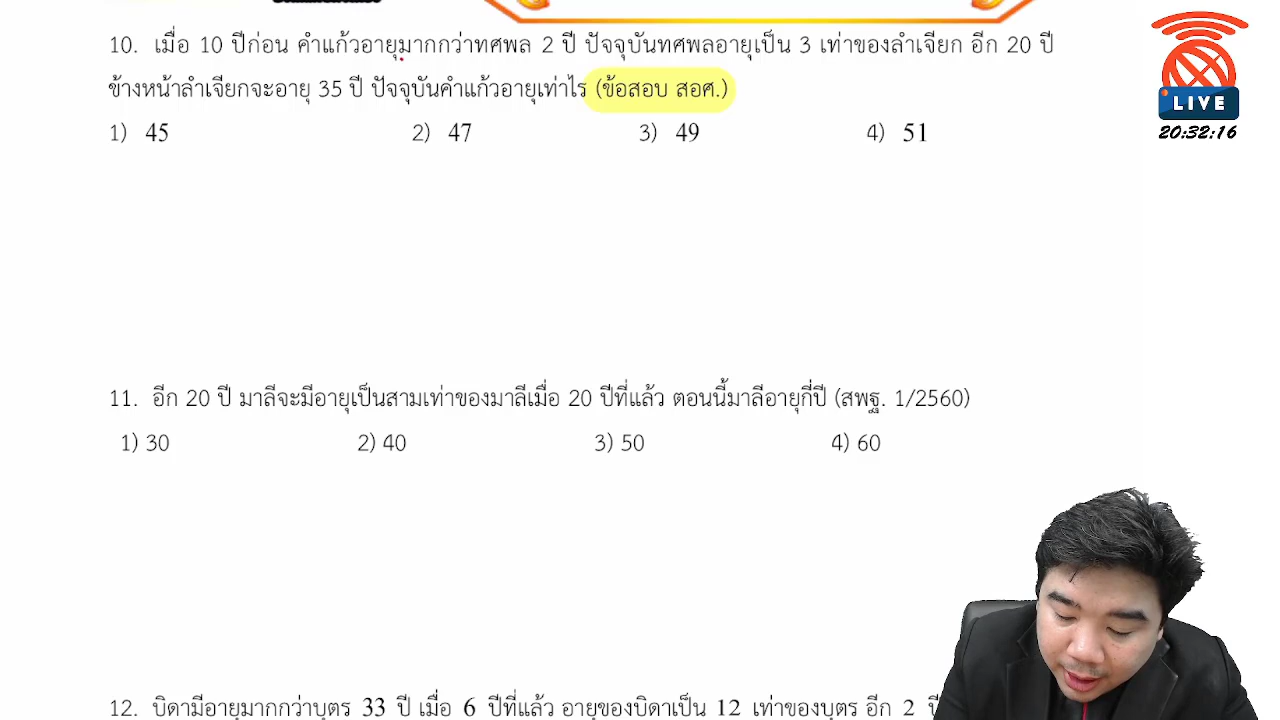 10. เมื่อ 10 ปีก่อน คำแก้วอายุมากกว่าทศพล 2 ปี ปัจจุบันทศพลอายุเป็น 3 เท่าของลำเจียก อีก 20 ปี
ข้างหน้าลำเจียกจะอายุ 35 ปี ปัจจุบันคำแก้วอายุเท่าไร (ข้อสอบ สอศ.)
1) 45 2) 47 3) 49 4) 51
LIVE
20:32:16
11. อีก 20 ปี มาลีจะมีอายุเป็นสามเท่าของมาลีเมื่อ 20 ปีที่แล้ว ตอนนี้มาลีอายุกี่ปี (สพฐ. 1/2560)
1) 30 2) 40 3) 50 4) 60
12. บิดามีอายุมากกว่าบุตร 33 ปี เมื่อ 6 ปีที่แล้ว อายุของบิดาเป็น 12 เท่าของบุตร อีก 2